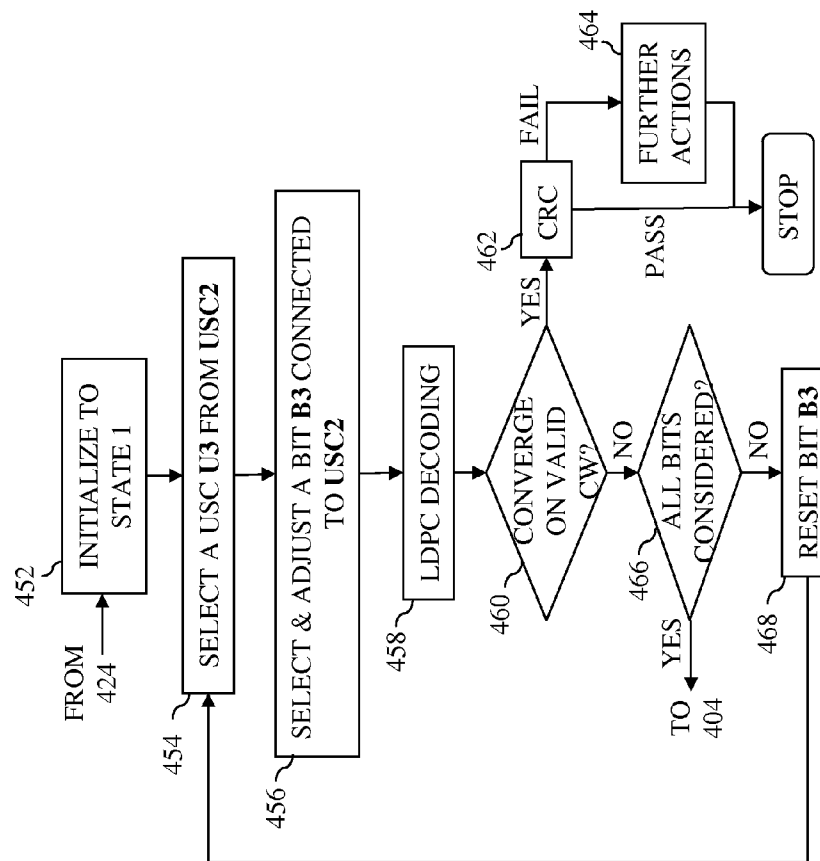 FROM
424
452
INITIALIZE TO
STATE 1
454
SELECT A USC U3 FROM USC2
456
SELECT & ADJUST A BIT B3 CONNECTED
TO USC2
458
LDPC DECODING
460
CONVERGE
ON VALID
CW?
YES
462
CRC
FAIL
464
FURTHER
ACTIONS
PASS
STOP
NO
466
ALL BITS
CONSIDERED?
YES
TO
404
NO
468
RESET BIT B3